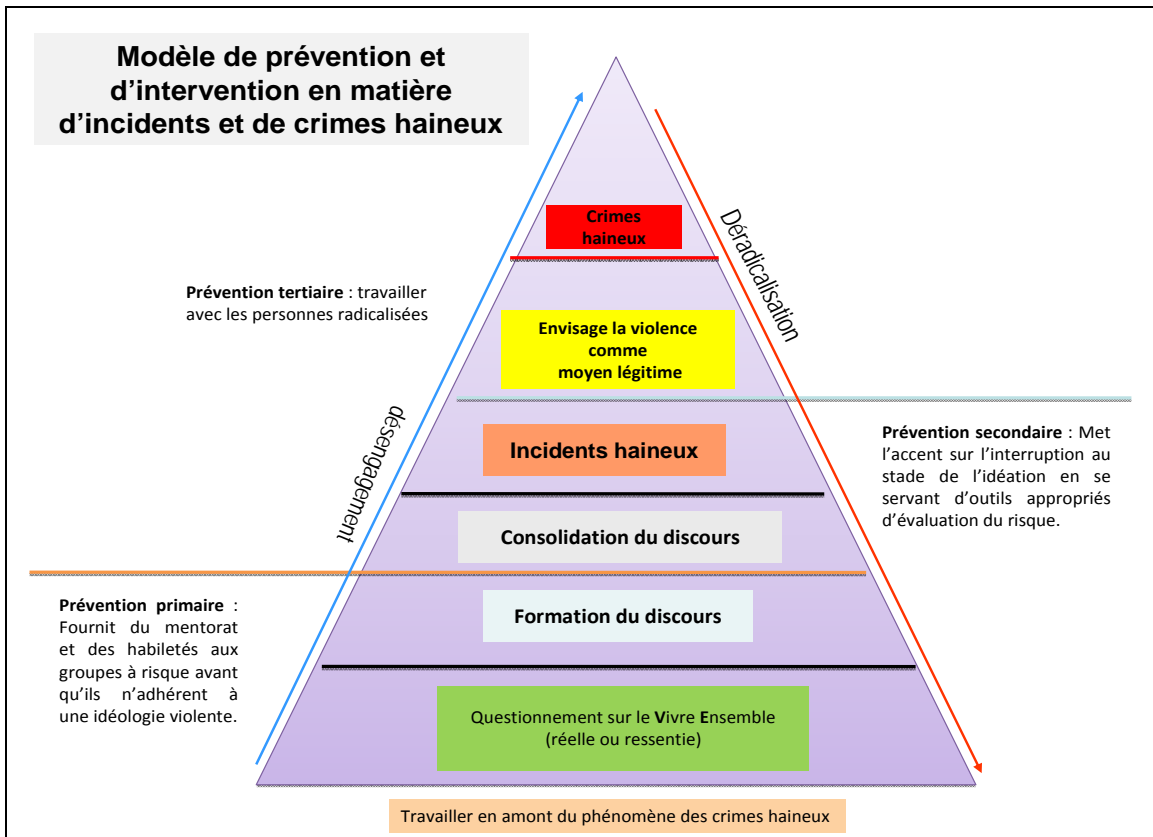 Modèle de prévention et
d'intervention en matière
d'incidents et de crimes haineux
Crimes
haineux
Déradicalisation
Prévention tertiaire : travailler
avec les personnes radicalisées
Envisage la violence
comme
moyen légitime
désengagement
Incidents haineux
Prévention secondaire : Met
l'accent sur l'interruption au
stade de l'idéation en se
servant d'outils appropriés
d'évaluation du risque.
Consolidation du discours
Prévention primaire :
Fournit du mentorat
et des habiletés aux
groupes à risque avant
qu'ils n'adhérent à
une idéologie violente.
Formation du discours
Questionnement sur le Vivre Ensemble
(réelle ou ressentie)
Travailler en amont du phénomène des crimes haineux